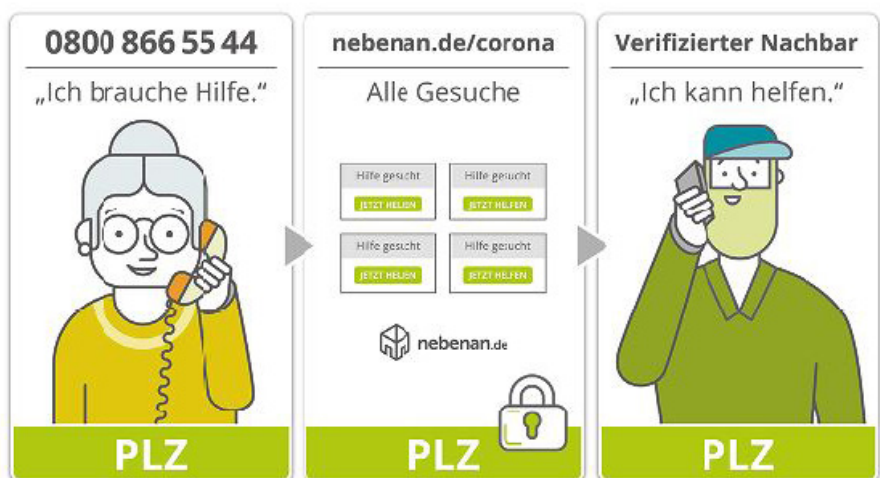 0800 866 55 44
„Ich brauche Hilfe.“
PLZ
nebenan.de/corona
Alle Gesuche
Hilfe gesucht
JETZT HELFEN
Hilfe gesucht
JETZT HELFEN
Hilfe gesucht
JETZT HELFEN
Hilfe gesucht
JETZT HELFEN
nebenan.de
PLZ
Verifizierter Nachbar
„Ich kann helfen.“
PLZ